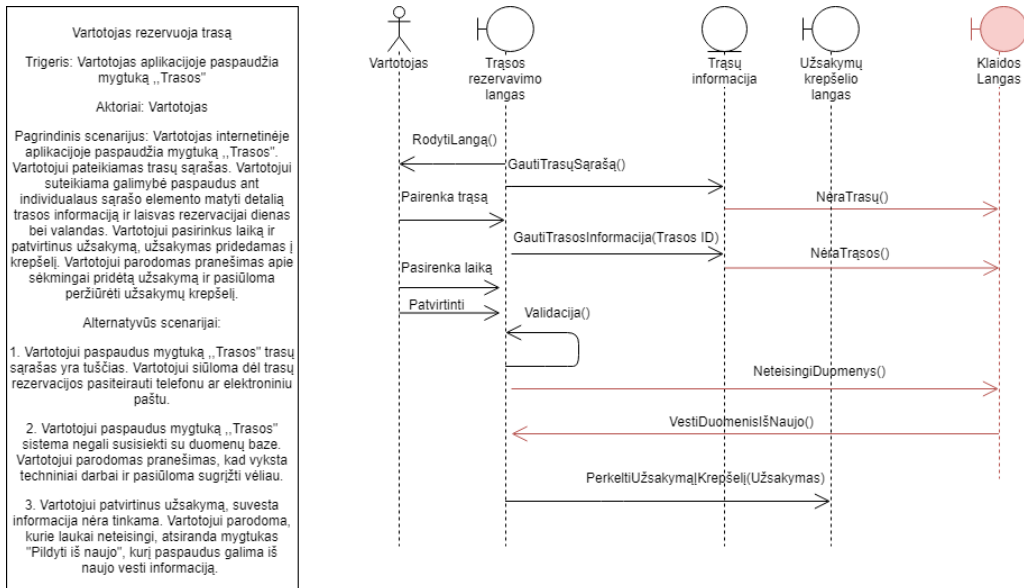 Vartotojas rezervuoja trasą
Trigeris: Vartotojas aplikacijoje paspaudžia
mygtuką ,,Trasos"
Aktoriai: Vartotojas
Pagrindinis scenarijus: Vartotojas internetinėje
aplikacijoje paspaudžia mygtuką ,,Trasos".
Vartotojui pateikiamas trasų sąrašas. Vartotojui
suteikiama galimybė paspaudus ant
individualaus sąrašo elemento matyti detalią
trasos informaciją ir laisvas rezervacijai dienas
bei valandas. Vartotojui pasirinkus laiką ir
patvirtinus užsakymą, užsakymas pridedamas į
krepšelį. Vartotojui parodomas pranešimas apie
sėkmingai pridėtą užsakymą ir pasiūloma
peržiūrėti užsakymų krepšelį.
Alternatyvūs scenarijai:
1. Vartotojui paspaudus mygtuką ,,Trasos" trasų
sąrašas yra tuščias. Vartotojui siūloma dėl trasų
rezervacijos pasiteirauti telefonu ar elektroniniu
paštu.
2. Vartotojui paspaudus mygtuką ,,Trasos"
sistema negali susisiekti su duomenų baze.
Vartotojui parodomas pranešimas, kad vyksta
techniniai darbai ir pasiūloma sugrįžti vėliau.
3. Vartotojui patvirtinus užsakymą, suvesta
informacija nėra tinkama. Vartotojui parodoma,
kurie laukai neteisingi, atsiranda mygtukas
"Pildyti iš naujo", kurį paspaudus galima iš
naujo vesti informaciją.
Vartotojas
Trąsos
rezervavimo
langas
Trąsų
informacija
Užsakymų
krepšelio
langas
Klaidos
Langas
RodytiLangą()
GautiTrasųSąrašą()
Pairenka trąsą
NėraTrasų()
GautiTrasosInformacija(Trasos ID)
NėraTrąsos()
Pasirenka laiką
Patvirtinti
Validacija()
NeteisingiDuomenys()
VestiDuomenisIšNaujo()
PerkeltiUžsakymąĮKrepšelį(Užsakymas)